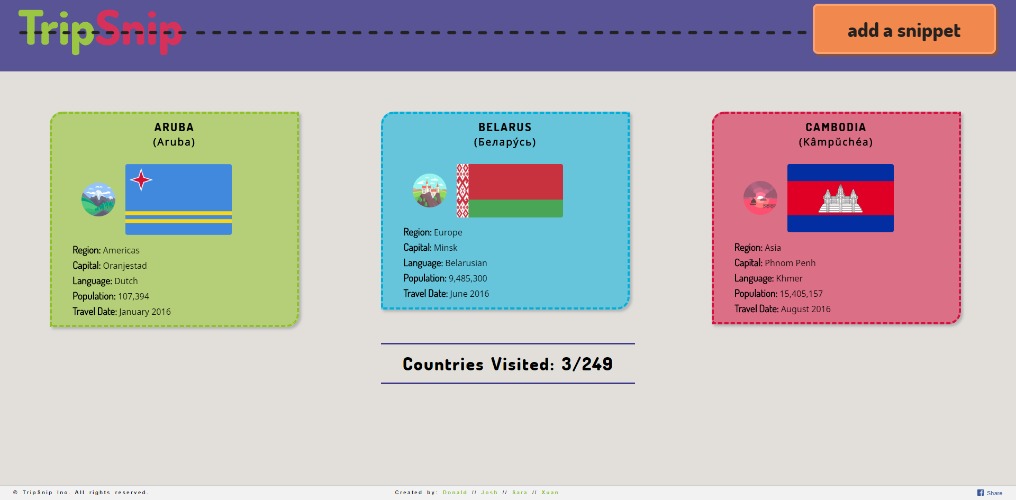 TripSnip
add a snippet
ARUBA
(Aruba)
Region: Americas
Capital: Oranjestad
Language: Dutch
Population: 107,394
Travel Date: January 2016
BELARUS
(Белару́сь)
Region: Europe
Capital: Minsk
Language: Belarusian
Population: 9,485,300
Travel Date: June 2016
CAMBODIA
(Kâmpŭchéa)
Region: Asia
Capital: Phnom Penh
Language: Khmer
Population: 15,405,157
Travel Date: August 2016
Countries Visited: 3/249
© TripSnip Inc. All rights reserved.
Created by: Donald // Josh // Sara // Xuan
Share